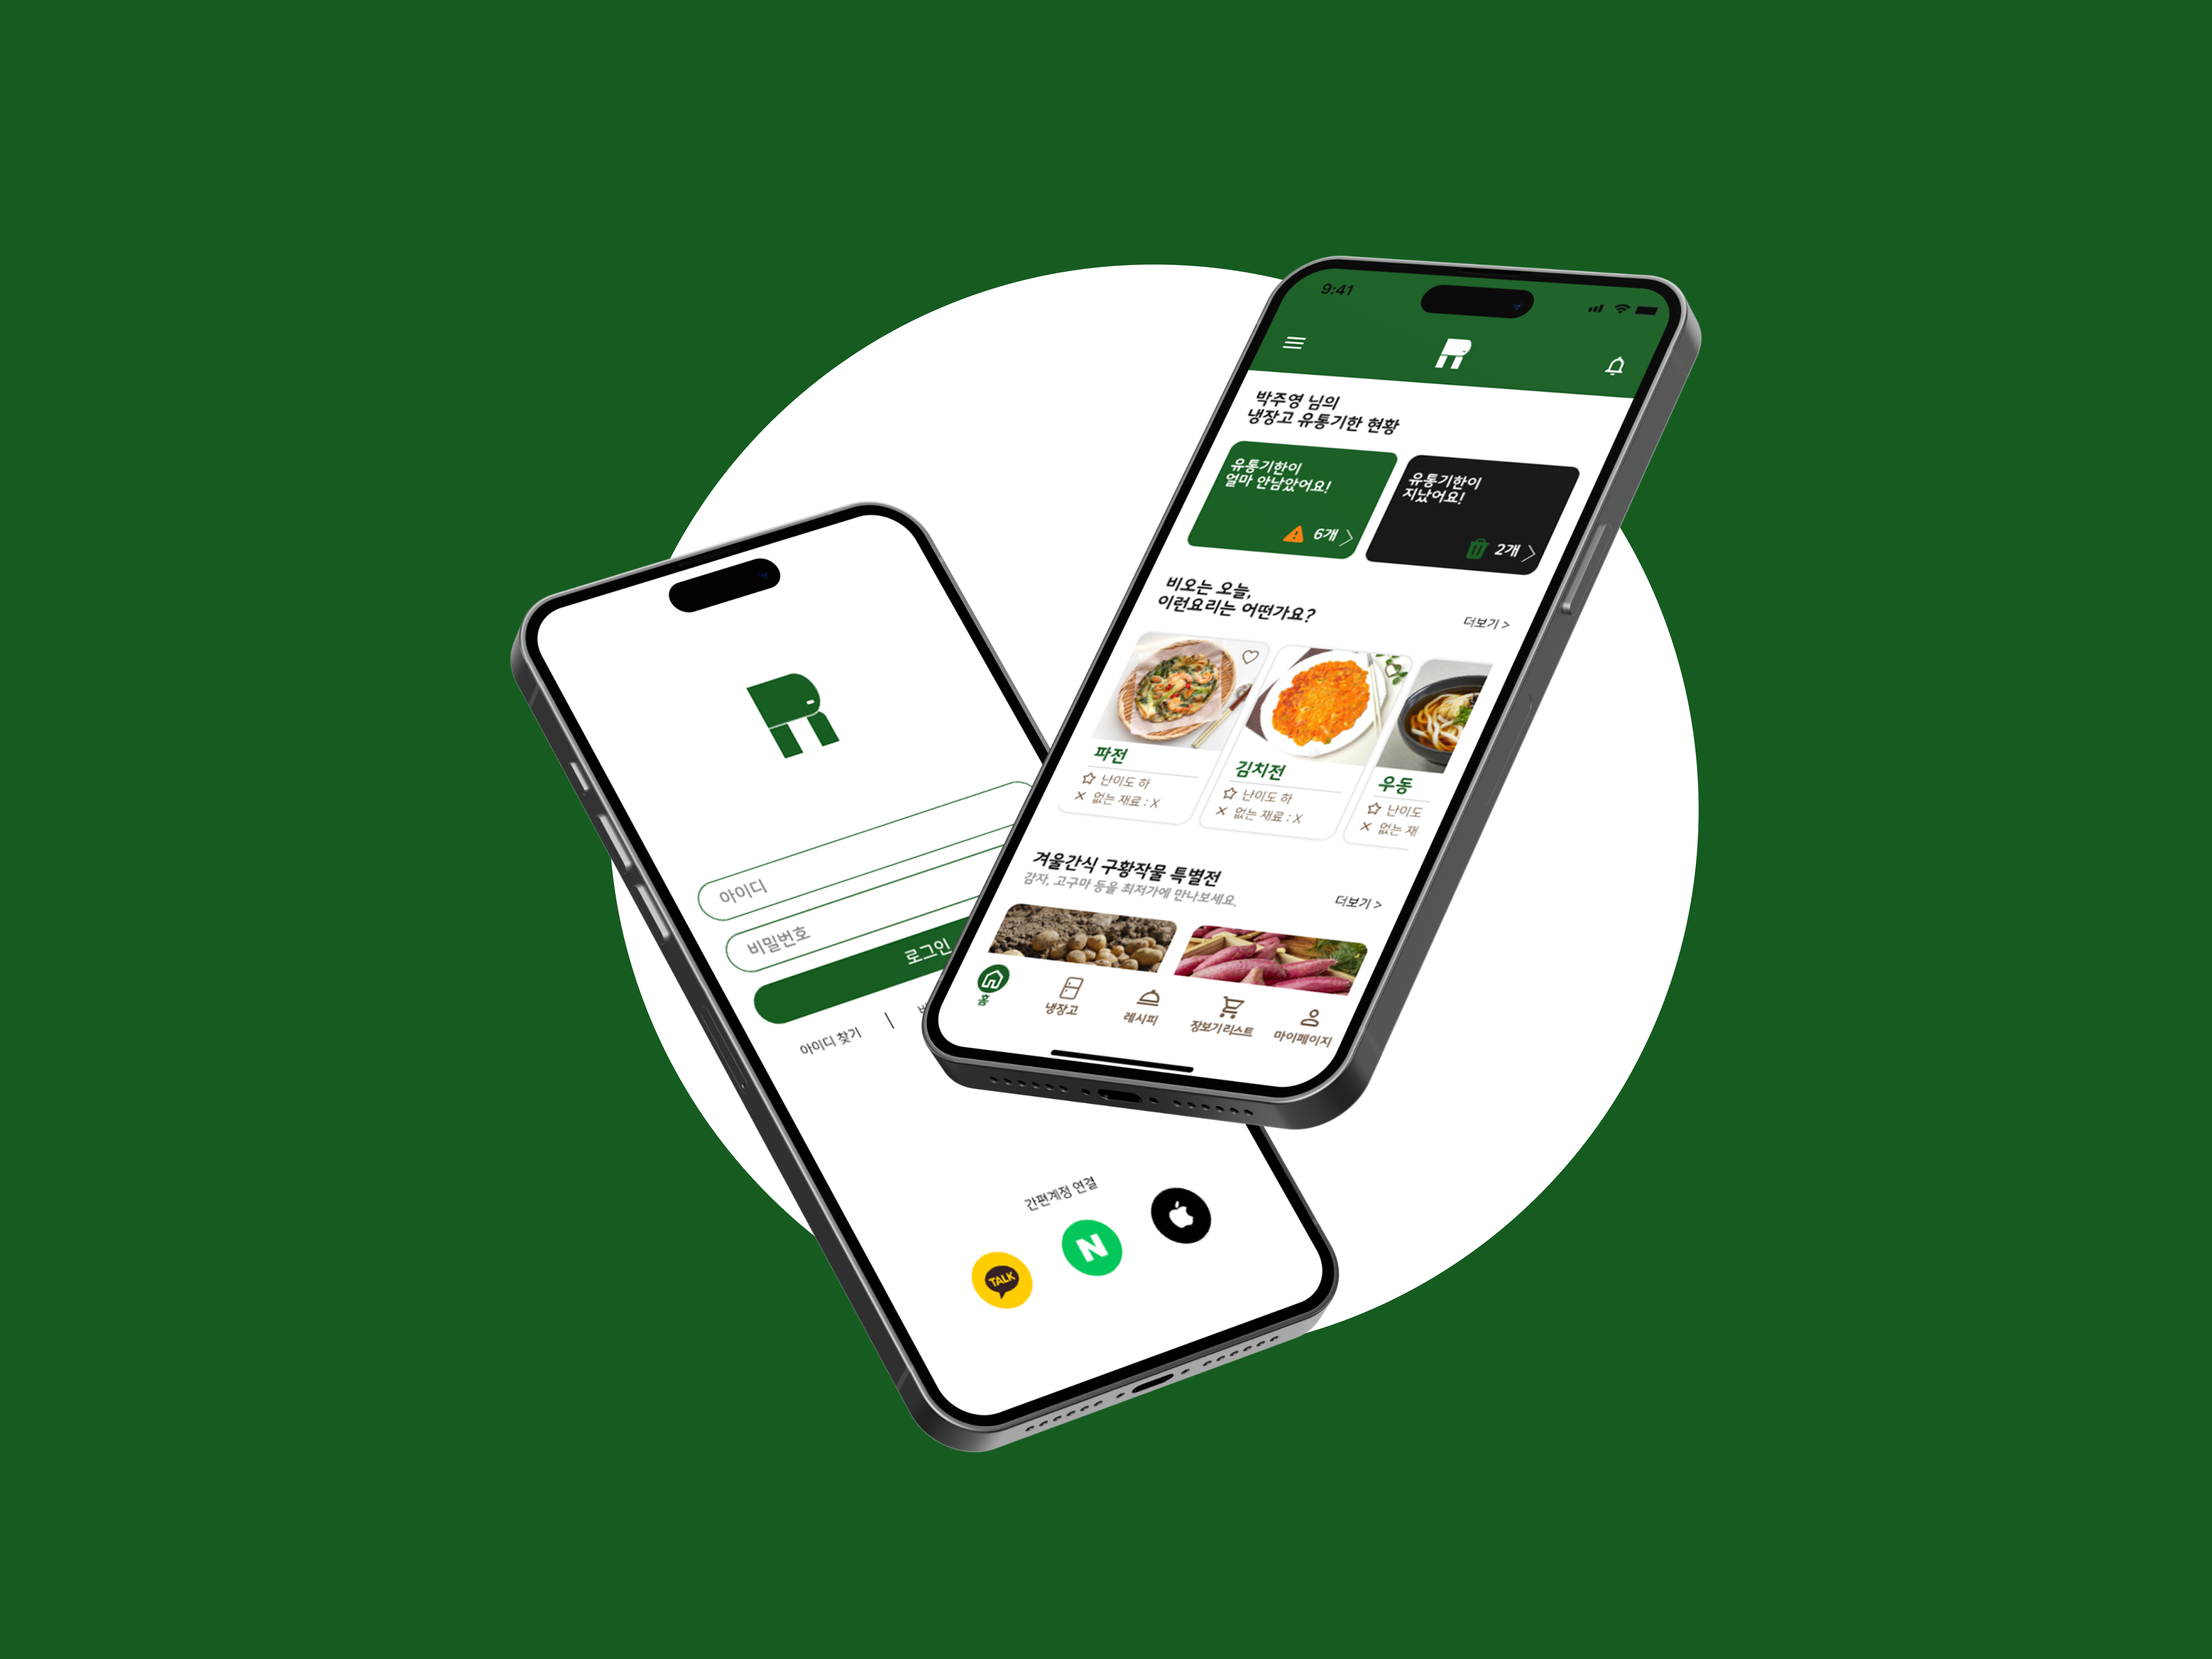 9:41
박주영 님의
냉장고 유통기한 현황
유통기한이
얼마 안남았어요!
6개
유통기한이
지났어요!
2개
비오는 오늘,
이런요리는 어떤가요?
더보기 >
파전
난이도 하
없는 재료 : X
김치전
난이도 하
없는 재료 : X
우동
난이도
없는 재
겨울간식 구황작물 특별전
감자, 고구마 등을 최저가에 만나보세요.
더보기 >
홈
냉장고
레시피
장보기리스트
마이페이지
아이디
비밀번호
로그인
아이디 찾기 |
간편계정 연결
TALK
N